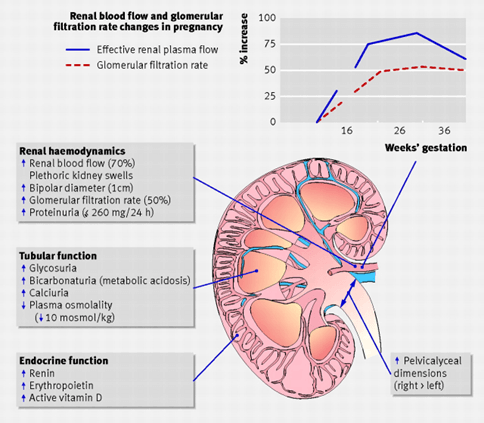 Renal blood flow and glomerular
filtration rate changes in pregnancy
Effective renal plasma flow
Glomerular filtration rate
% increase
100
75
50
25
0
16
26
36
Weeks' gestation
Renal haemodynamics
↑ Renal blood flow (70%)
Plethoric kidney swells
↑ Bipolar diameter (1cm)
↑ Glomerular filtration rate (50%)
↑ Proteinuria (≰ 260 mg/24 h)
Tubular function
↑ Glycosuria
↑ Bicarbonaturia (metabolic acidosis)
↑ Calciuria
↓ Plasma osmolality
(↓ 10 mosmol/kg)
Endocrine function
↑ Renin
↑ Erythropoietin
↑ Active vitamin D
↑ Pelvicalyceal
dimensions
(right > left)